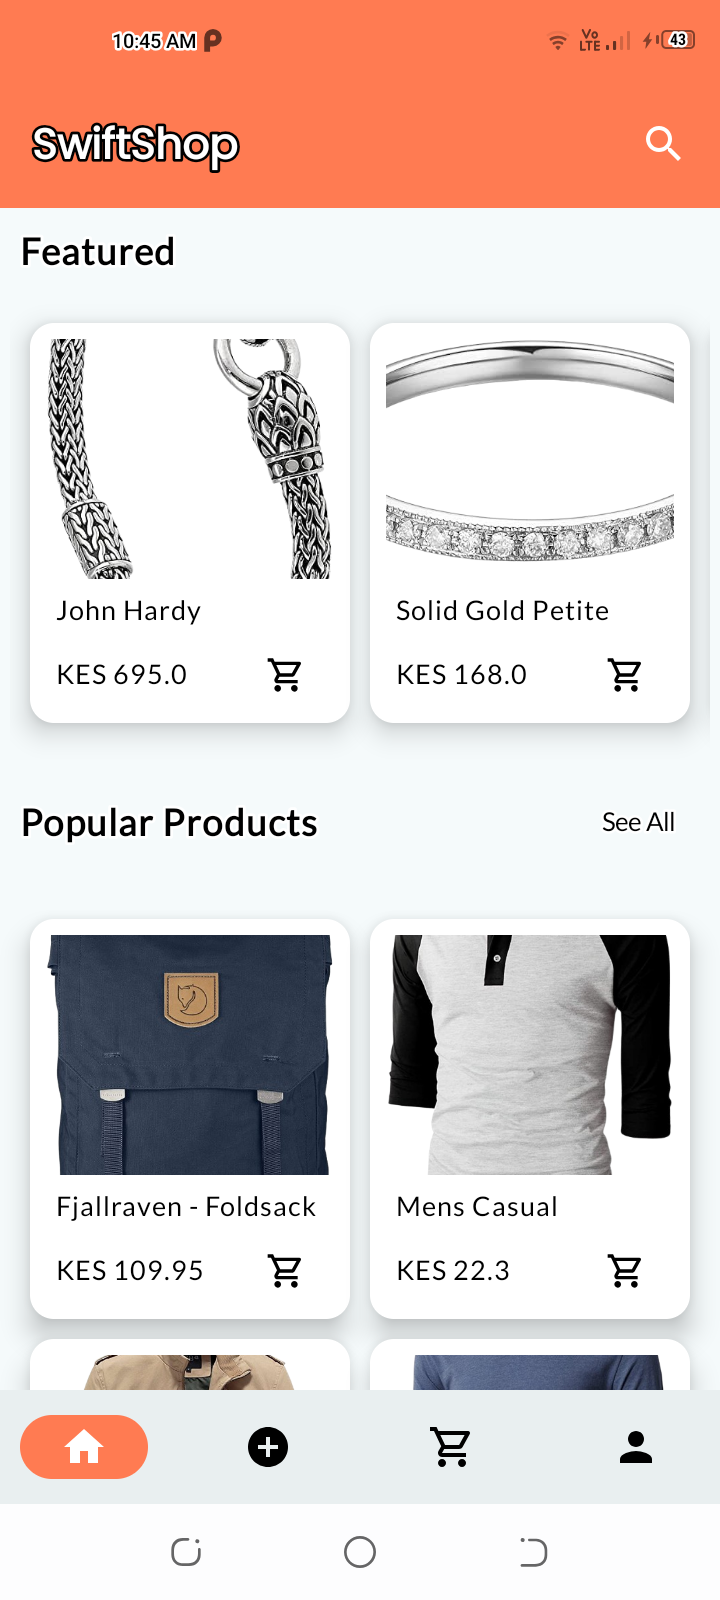 10:45 AM
Vo
LTE
43
SwiftShop
Featured
John Hardy
Solid Gold Petite
KES 695.0
KES 168.0
Popular Products
See All
Fjallraven - Foldsack
Mens Casual
KES 109.95
KES 22.3